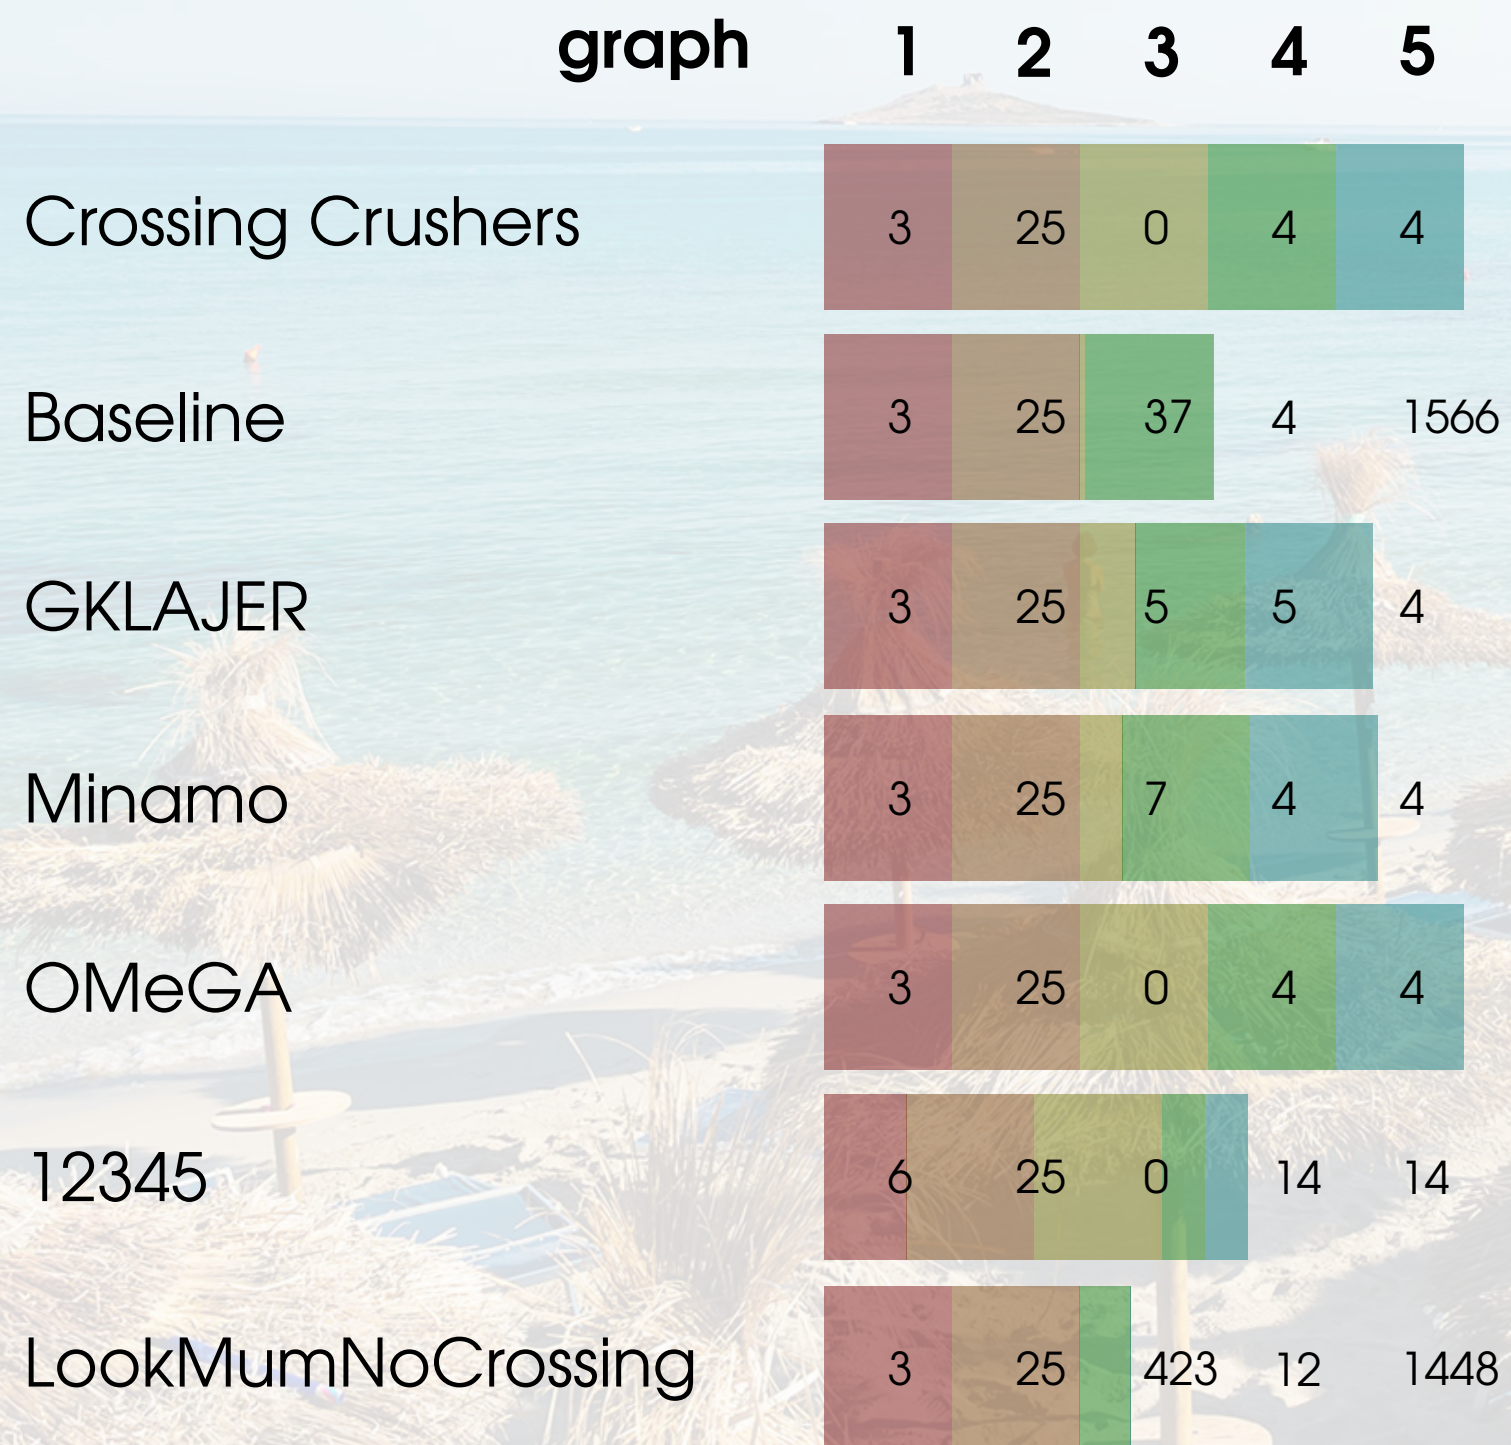 graph 1 2 3 4 5
Crossing Crushers 3 25 0 4 4
Baseline 3 25 37 4 1566
GKLAJER 3 25 5 5 4
Minamo 3 25 7 4 4
OMeGA 3 25 0 4 4
12345 6 25 0 14 14
LookMumNoCrossing 3 25 423 12 1448